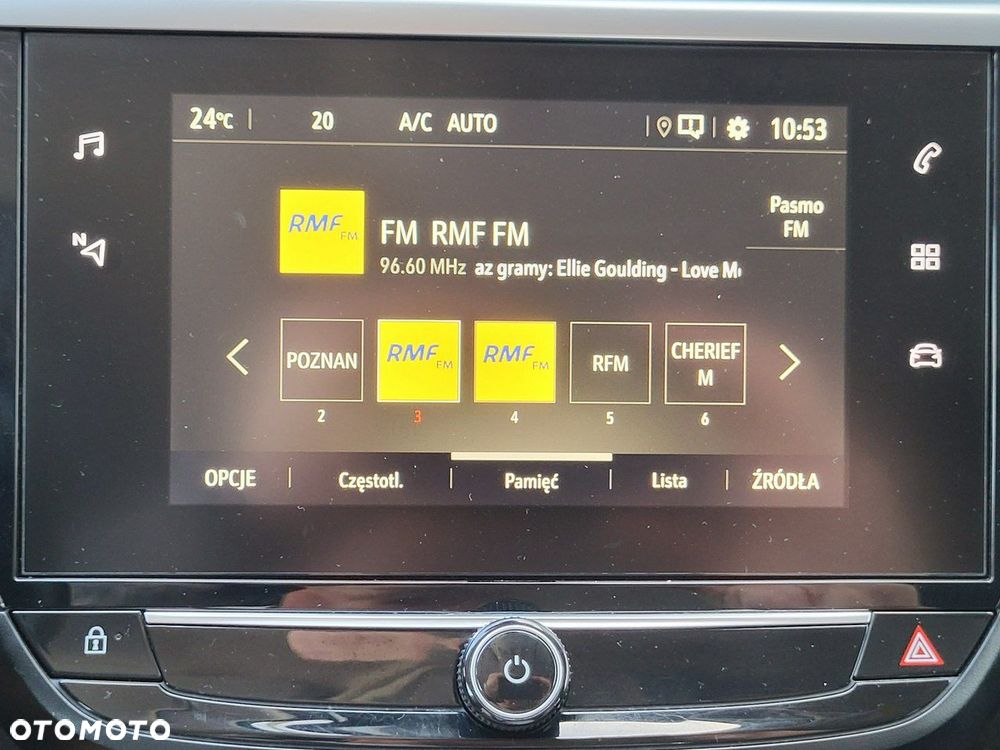 24°C 20 A/C AUTO 10:53
N
RMF FM
FM RMF FM
96.60 MHz az gramy: Ellie Goulding - Love M
Pasmo
FM
POZNAN
RMF FM
RMF FM
RFM
CHERIEF
M
2 3 4 5 6
OPCJE Częstotl. Pamięć Lista ŹRÓDŁA
OTOMOTO